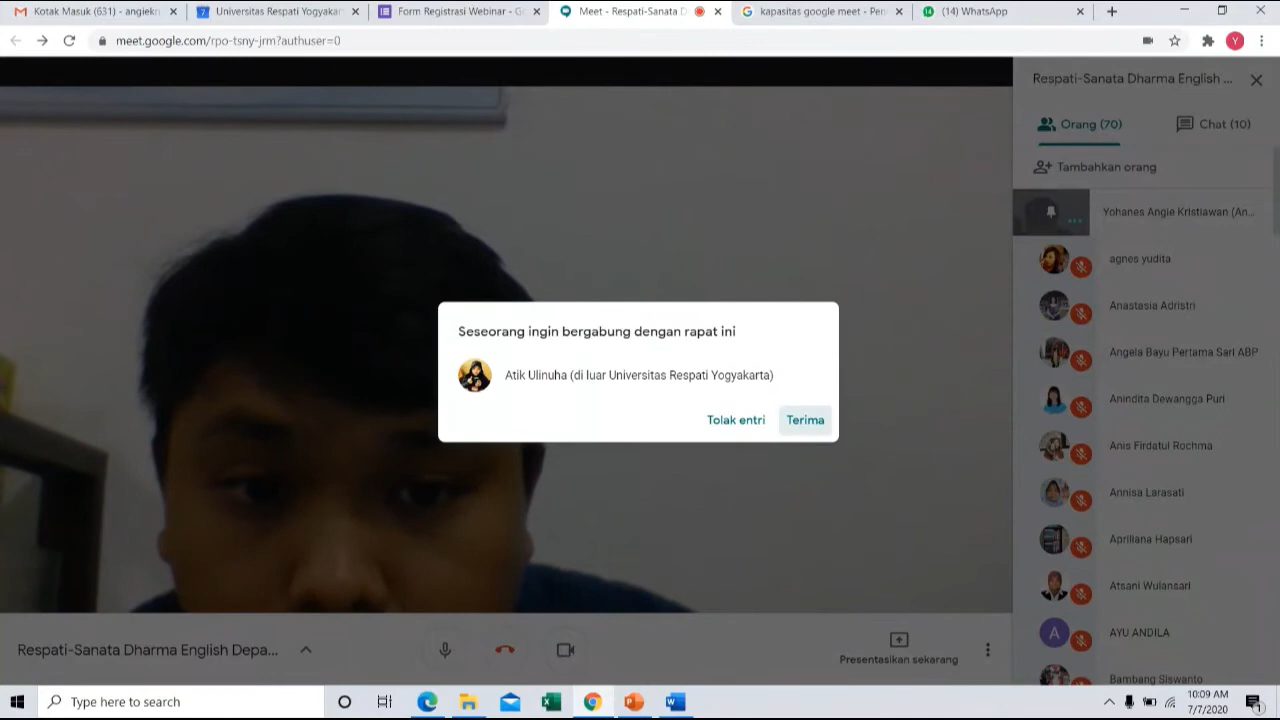 Kotak Masuk (631) - angiekr
Universitas Respati Yogyakar
Form Registrasi Webinar - G
Meet - Respati-Sanata D
kapasitas google meet - Pen
(14) WhatsApp
meet.google.com/rpo-tsny-jrm?authuser=0
Y
Respati-Sanata Dharma English ...
Orang (70)
Chat (10)
Tambahkan orang
Yohanes Angie Kristiawan (An...
agnes yudita
Anastasia Adristri
Angela Bayu Pertama Sari ABP
Anindita Dewangga Puri
Anis Firdatul Rochma
Annisa Larasati
Apriliana Hapsari
Atsani Wulansari
A
AYU ANDILA
Bambang Siswanto
Seseorang ingin bergabung dengan rapat ini
Atik Ulinuha (di luar Universitas Respati Yogyakarta)
Tolak entri
Terima
Respati-Sanata Dharma English Depa...
Presentasikan sekarang
Type here to search
10:09 AM
7/7/2020